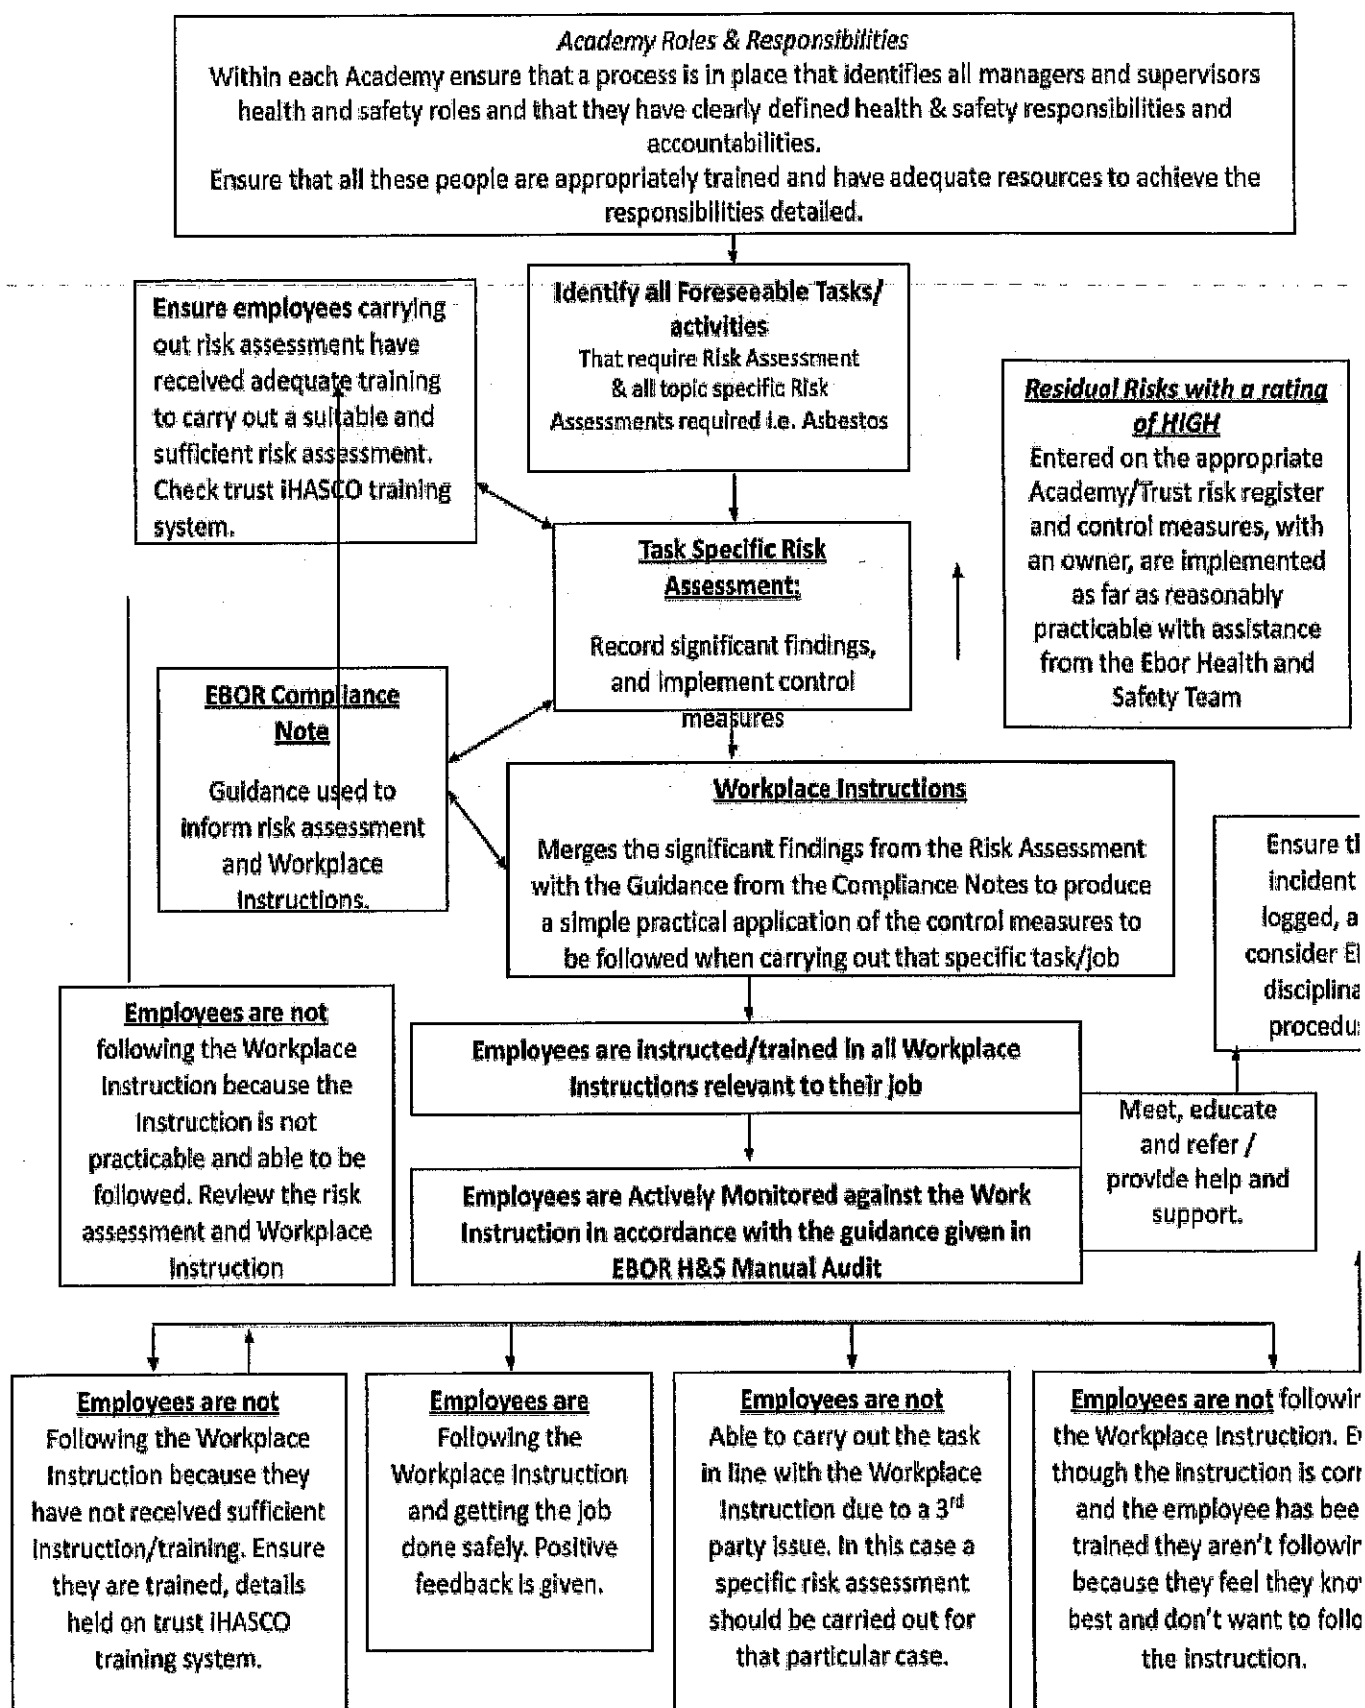 Academy Roles & Responsibilities
Within each Academy ensure that a process is in place that identifies all managers and supervisors
health and safety roles and that they have clearly defined health & safety responsibilities and
accountabilities.
Ensure that all these people are appropriately trained and have adequate resources to achieve the
responsibilities detailed.
Identify all Foreseeable Tasks/
activities
That require Risk Assessment
& all topic specific Risk
Assessments required i.e. Asbestos
Ensure employees carrying
out risk assessment have
received adequate training
to carry out a suitable and
sufficient risk assessment.
Check trust iHASCO training
system.
Residual Risks with a rating
of HIGH
Entered on the appropriate
Academy/Trust risk register
and control measures, with
an owner, are implemented
as far as reasonably
practicable with assistance
from the Ebor Health and
Safety Team
Task Specific Risk
Assessment:
Record significant findings,
and implement control
measures
EBOR Compliance
Note
Guidance used to
inform risk assessment
and Workplace
Instructions.
Workplace Instructions
Merges the significant findings from the Risk Assessment
with the Guidance from the Compliance Notes to produce
a simple practical application of the control measures to
be followed when carrying out that specific task/job
Ensure
incident
logged,
consider
Employees are not
following the Workplace
Instruction because the
Instruction is not
practicable and able to be
followed. Review the risk
assessment and Workplace
Instruction
Employees are instructed/trained in all Workplace
Instructions relevant to their job
Meet, educate
and refer /
provide help and
support.
Employees are Actively Monitored against the Work
Instruction in accordance with the guidance given in
EBOR H&S Manual Audit
Employees are not
Following the Workplace
Instruction because they
have not received sufficient
instruction/training. Ensure
they are trained, details
held on trust iHASCO
training system.
Employees are
Following the
Workplace Instruction
and getting the job
done safely. Positive
feedback is given.
Employees are not
Able to carry out the task
in line with the Workplace
Instruction due to a 3rd
party issue. In this case a
specific risk assessment
should be carried out for
that particular case.
Employees are not
the Workplace Instruction.
though the instruction is
and the employee has
trained they aren't
because they feel they
best and don't want to
the instruction.